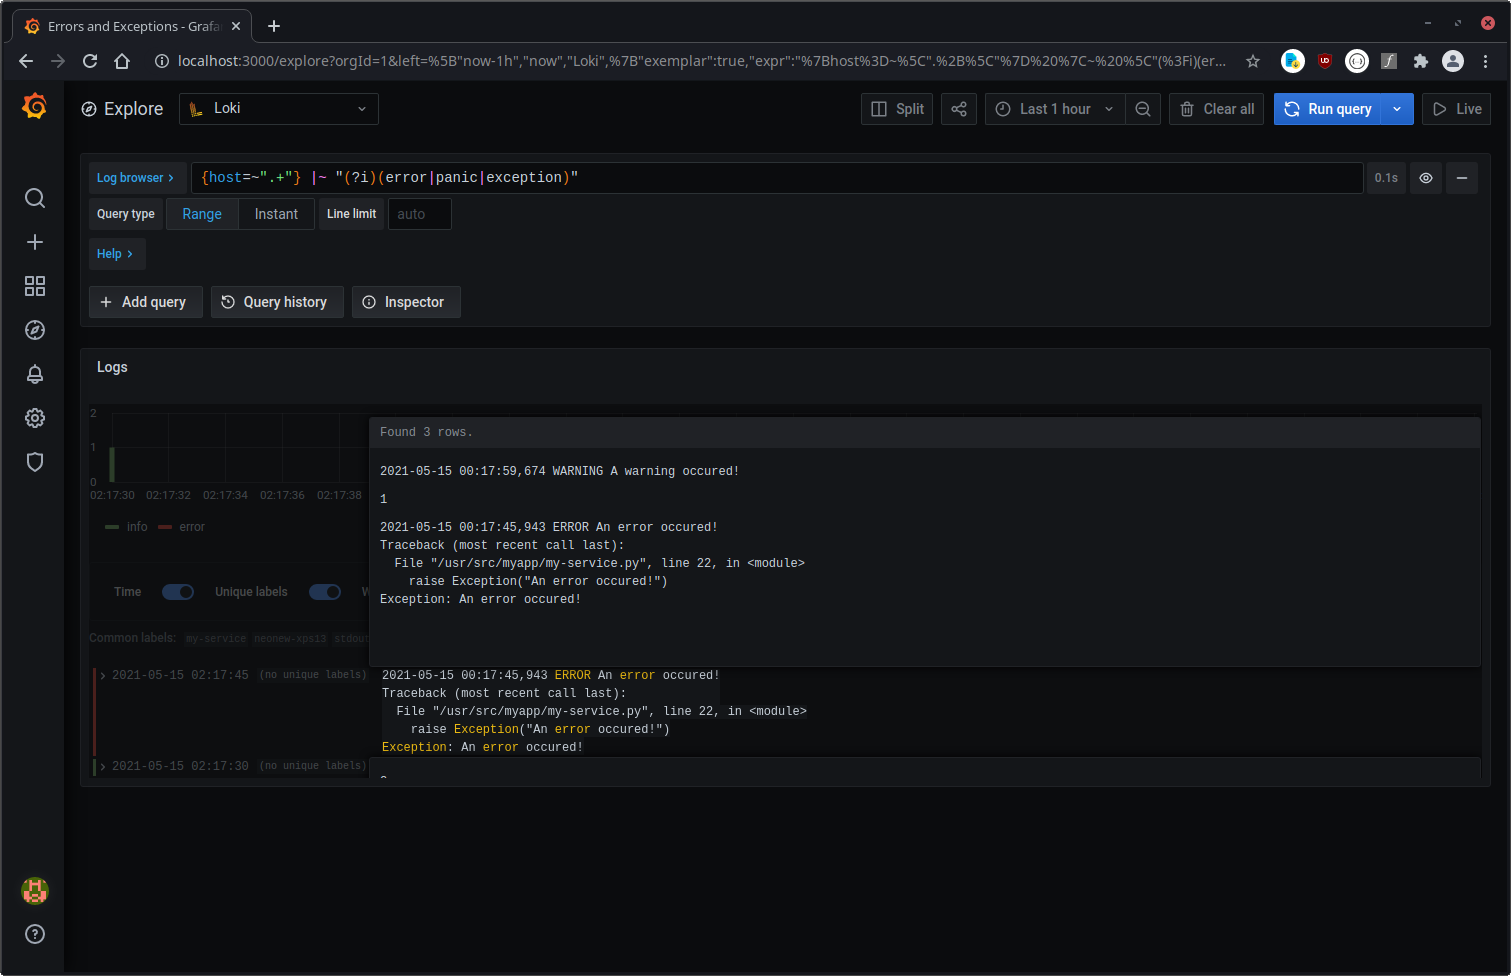 Errors and Exceptions - Grafa
localhost:3000/explore?orgId=1&left=%5B"now-1h","now","Loki",%7B"exemplar":true,"expr":"%7Bhost%3D~%5C".%2B%5C"%7D%20%7C~%20%5C"(%3Fi)(er...
Explore
Loki
Split
Last 1 hour
Clear all
Run query
Live
Log browser >
{host=~".+"} |~ "(?i)(error|panic|exception)"
0.1s
Query type
Range
Instant
Line limit
auto
Help >
+ Add query
Query history
Inspector
Logs
2
1
0
02:17:30 02:17:32 02:17:34 02:17:36 02:17:38
info error
Found 3 rows.
2021-05-15 00:17:59,674 WARNING A warning occured!
1
2021-05-15 00:17:45,943 ERROR An error occured!
Traceback (most recent call last):
File "/usr/src/myapp/my-service.py", line 22, in <module>
raise Exception("An error occured!")
Exception: An error occured!
Time
Unique labels
W
Common labels: my-service neonew-xps13 stdout
> 2021-05-15 02:17:45 (no unique labels)
2021-05-15 00:17:45,943 ERROR An error occured!
Traceback (most recent call last):
File "/usr/src/myapp/my-service.py", line 22, in <module>
raise Exception("An error occured!")
Exception: An error occured!
> 2021-05-15 02:17:30 (no unique labels)